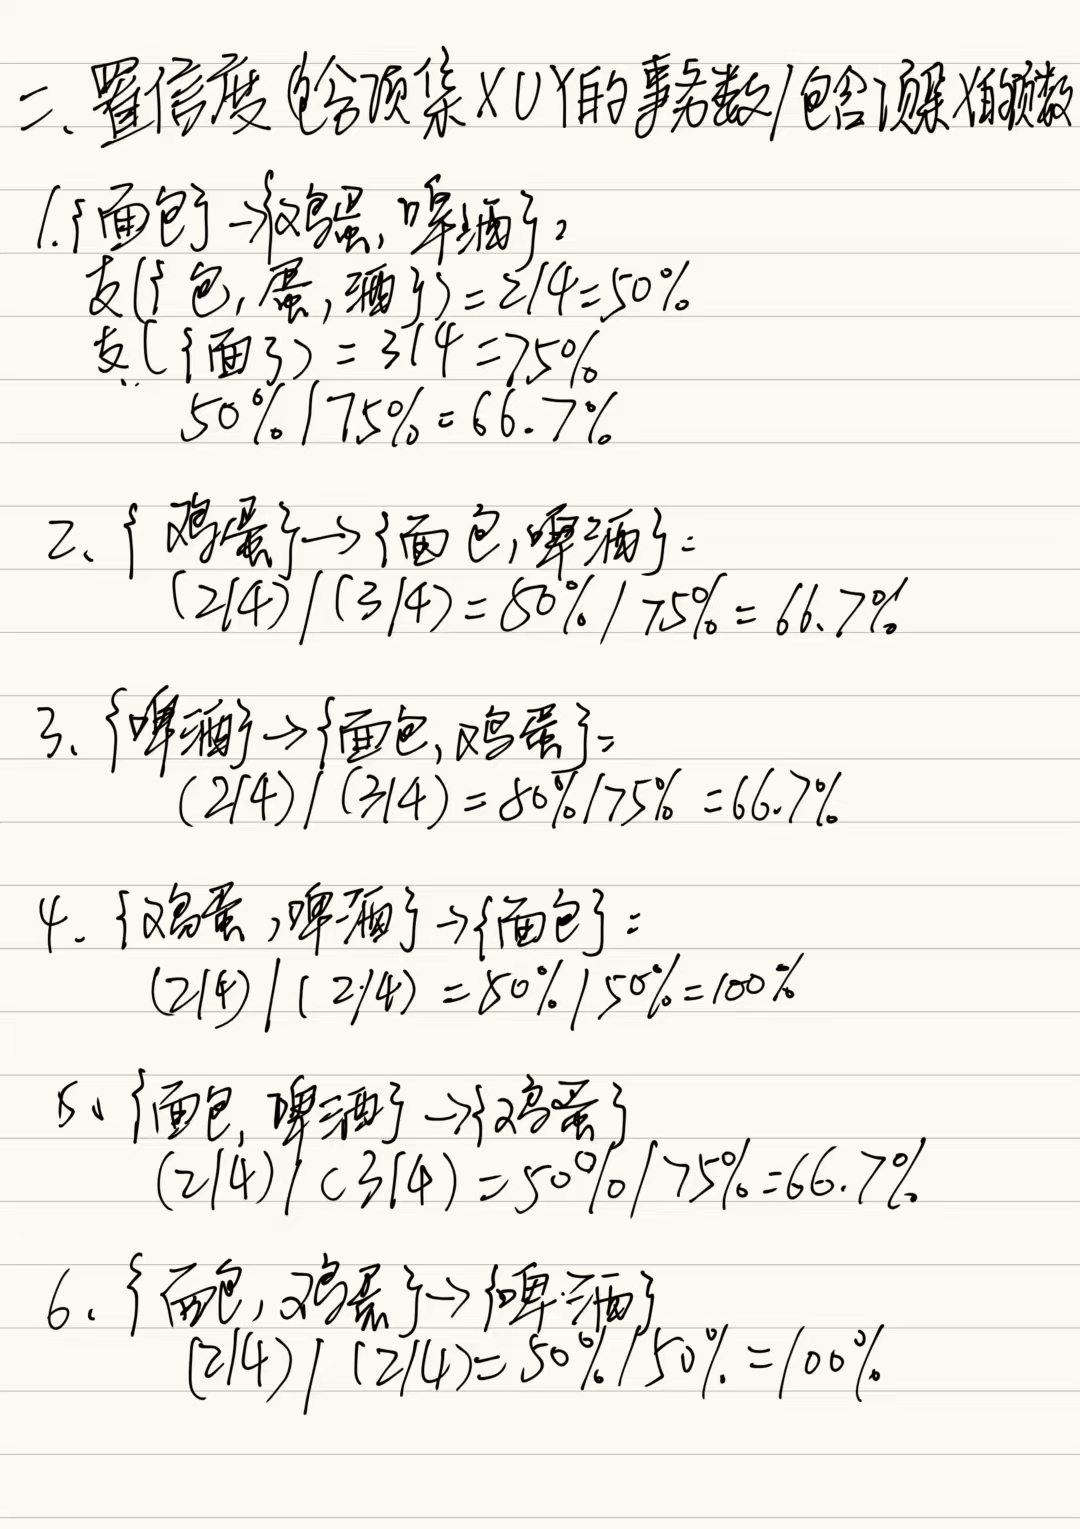 二、置信度 包含项集XUY的事务数/包含项集X的项数
1.{面包}→{鸡蛋,啤酒}:
支({包,蛋,酒})=2/4=50%
支({面})=3/4=75%
50%/75%=66.7%
2、{鸡蛋}→{面包,啤酒}:
(2/4)/(3/4)=50%/75%=66.7%
3、{啤酒}→{面包,鸡蛋}=
(2/4)/(3/4)=50%/75%=66.7%
4.{鸡蛋,啤酒}→{面包}:
(2/4)/(2/4)=50%/50%=100%
5、{面包,啤酒}→{鸡蛋}
(2/4)/(3/4)=50%/75%=66.7%
6.{面包,鸡蛋}→{啤酒}
(2/4)/(2/4)=50%/50%=100%